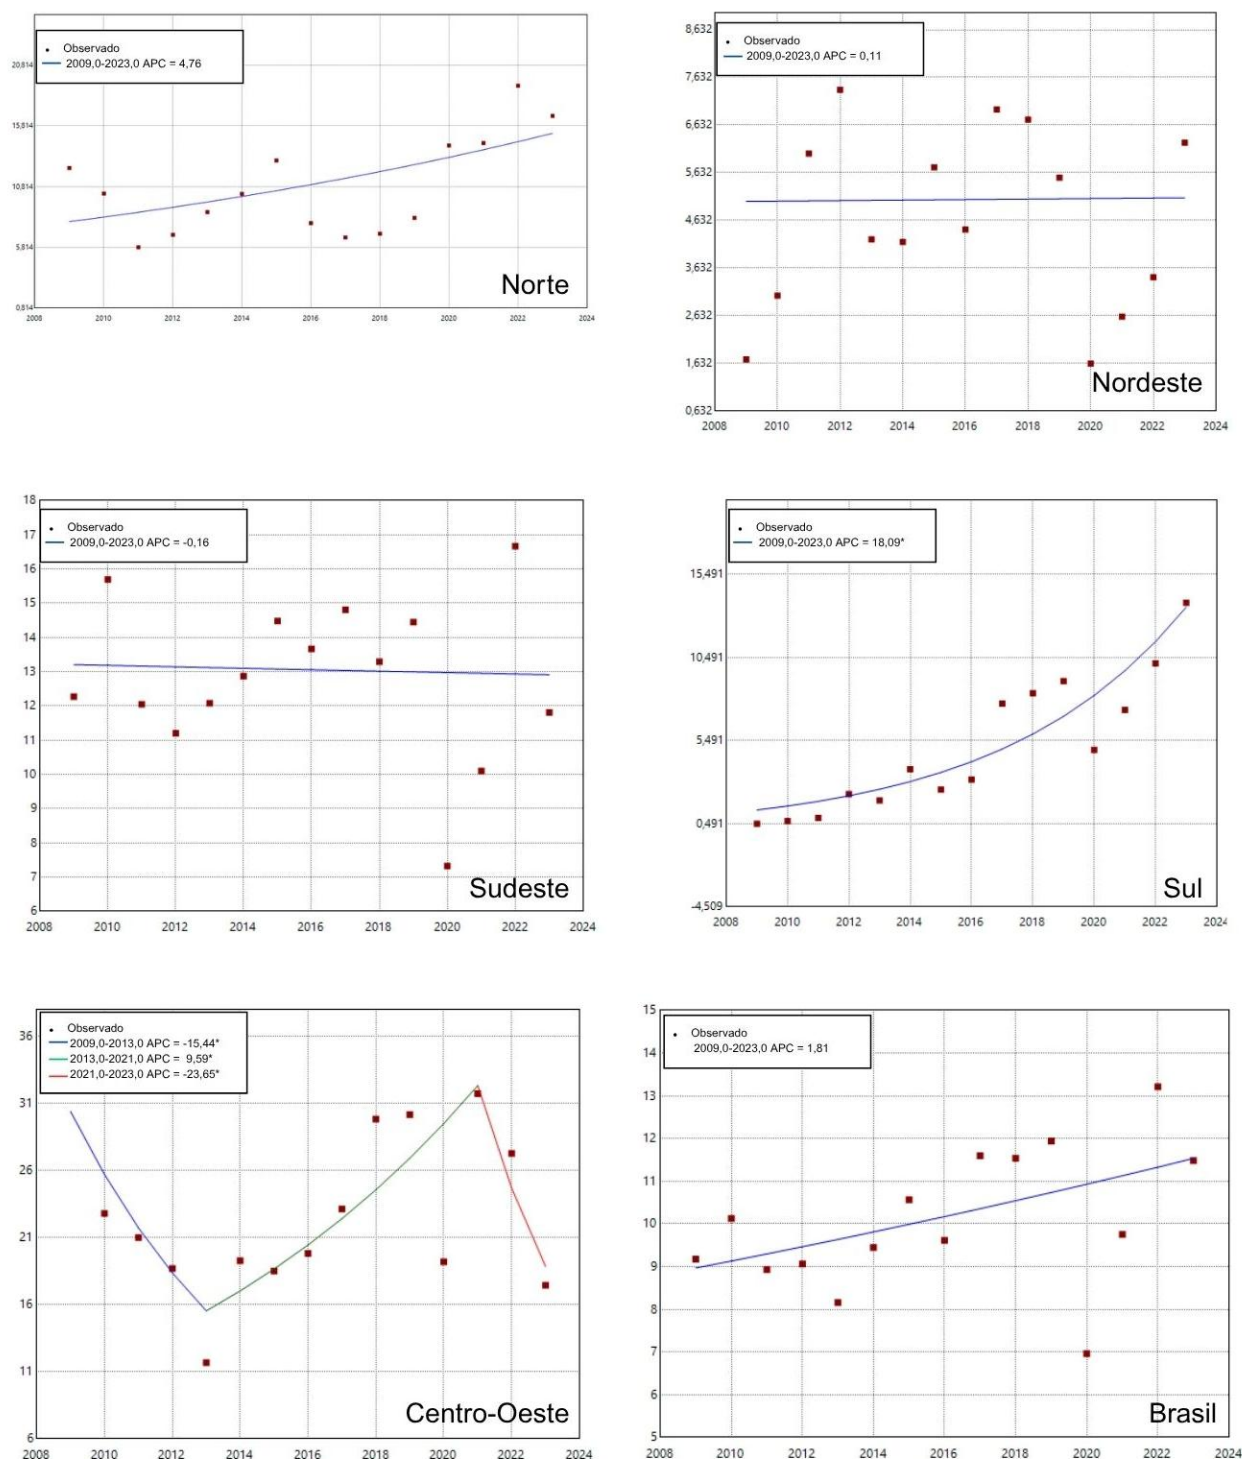 Observado
2009,0-2023,0 APC = 4,76
20,814
15,814
10,814
5,814
0,814
2008 2010 2012 2014 2016 2018 2020 2022 2024
Norte
Observado
2009,0-2023,0 APC = 0,11
8,632
7,632
6,632
5,632
4,632
3,632
2,632
1,632
0,632
2008 2010 2012 2014 2016 2018 2020 2022 2024
Nordeste
Observado
2009,0-2023,0 APC = -0,16
18
17
16
15
14
13
12
11
10
9
8
7
6
2008 2010 2012 2014 2016 2018 2020 2022 2024
Sudeste
Observado
2009,0-2023,0 APC = 18,09*
15,491
10,491
5,491
0,491
-4,509
2008 2010 2012 2014 2016 2018 2020 2022 2024
Sul
Observado
2009,0-2013,0 APC = -15,44*
2013,0-2021,0 APC = 9,59*
2021,0-2023,0 APC = -23,65*
36
31
26
21
16
11
6
2008 2010 2012 2014 2016 2018 2020 2022 2024
Centro-Oeste
Observado
2009,0-2023,0 APC = 1,81
15
14
13
12
11
10
9
8
7
6
5
2008 2010 2012 2014 2016 2018 2020 2022 2024
Brasil